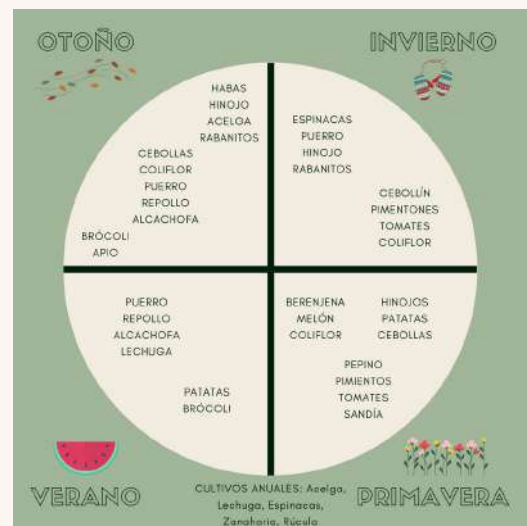 OTOÑO
HABAS
HINOJO
ACELGA
RABANITOS
CEBOLLAS
COLIFLOR
PUERRO
REPOLLO
ALCACHOFA
BRÓCOLI
APIO
INVIERNO
ESPINACAS
PUERRO
HINOJO
RABANITOS
CEBOLLÍN
PIMENTONES
TOMATES
COLIFLOR
PUERRO
REPOLLO
ALCACHOFA
LECHUGA
PATATAS
BRÓCOLI
VERANO
BERENJENA
MELÓN
COLIFLOR
HINOJOS
PATATAS
CEBOLLAS
PEPINO
PIMIENTOS
TOMATES
SANDÍA
PRIMAVERA
CULTIVOS ANUALES: Acelga,
Lechuga, Espinacas,
Zanahoria, Rúcula